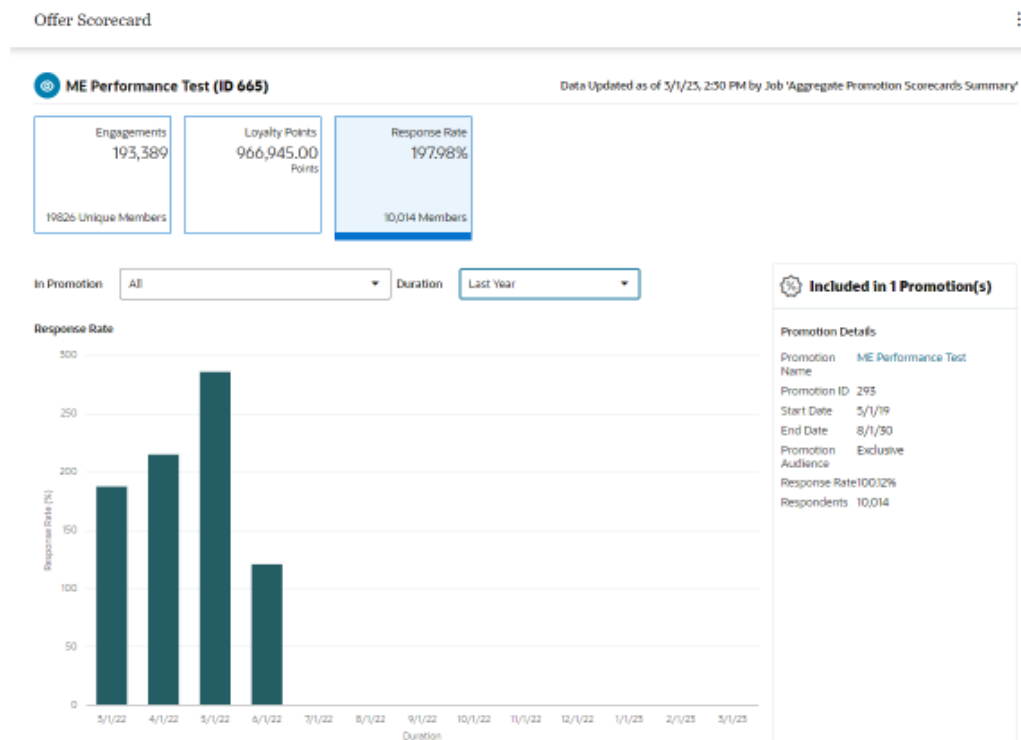 Offer Scorecard
ME Performance Test (ID 665)
Data Updated as of 3/1/23, 2:30 PM by Job 'Aggregate Promotion Scorecards Summary'
Engagements
193,389
19826 Unique Members
Loyalty Points
966,945.00
Points
Response Rate
197.98%
10,014 Members
In Promotion
All
Duration
Last Year
Included in 1 Promotion(s)
Promotion Details
Promotion Name
ME Performance Test
Promotion ID 293
Start Date 5/1/19
End Date 8/1/30
Promotion Audience
Exclusive
Response Rate100.12%
Respondents 10,014
Response Rate
300
250
200
150
100
50
0
Response Rate (%)
3/1/22 4/1/22 5/1/22 6/1/22 7/1/22 8/1/22 9/1/22 10/1/22 11/1/22 12/1/22 1/1/23 2/1/23 3/1/23
Duration